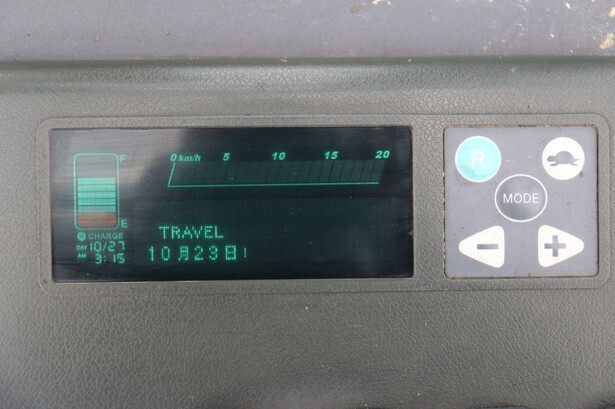 0 km/h 5 10 15 20
F
E
R CHARGE
DAY 10/27
AM 3:15
TRAVEL
10月23日!
R
MODE
-
+